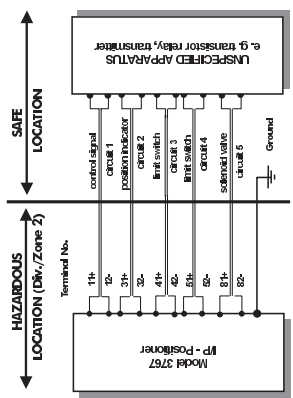 SAFE
LOCATION
HAZARDOUS
LOCATION (Div./Zone 2)
UNSPECIFIED APPARATUS
e. g. transistor relay, transmitter
control signal
circuit 1
position indicator
circuit 2
limit switch
circuit 3
limit switch
circuit 4
solenoid valve
circuit 5
Ground
Terminal No.
11+
12-
31+
32-
41+
42-
51+
52-
81+
82-
Model 3767
I/P - Positioner